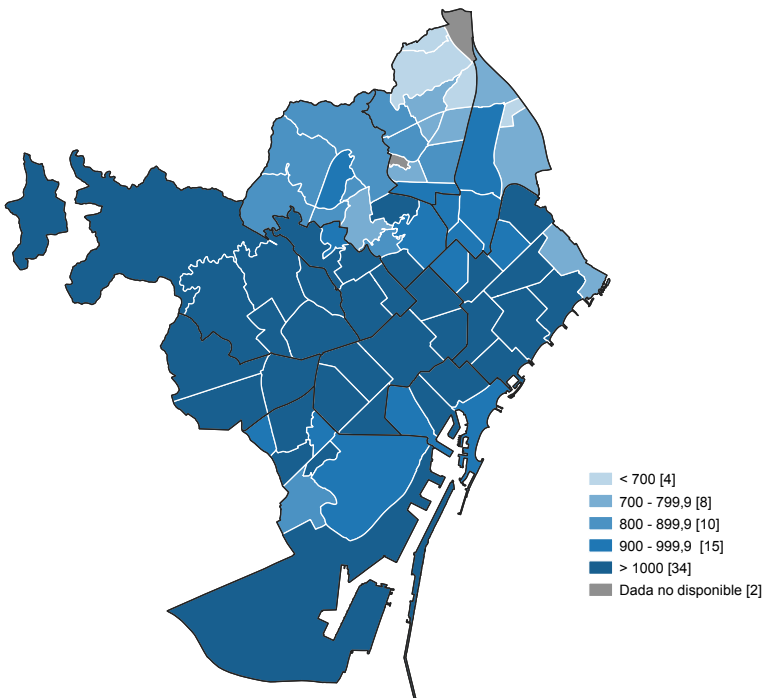 < 700 [4]
700 - 799,9 [8]
800 - 899,9 [10]
900 - 999,9 [15]
> 1000 [34]
Dada no disponible [2]